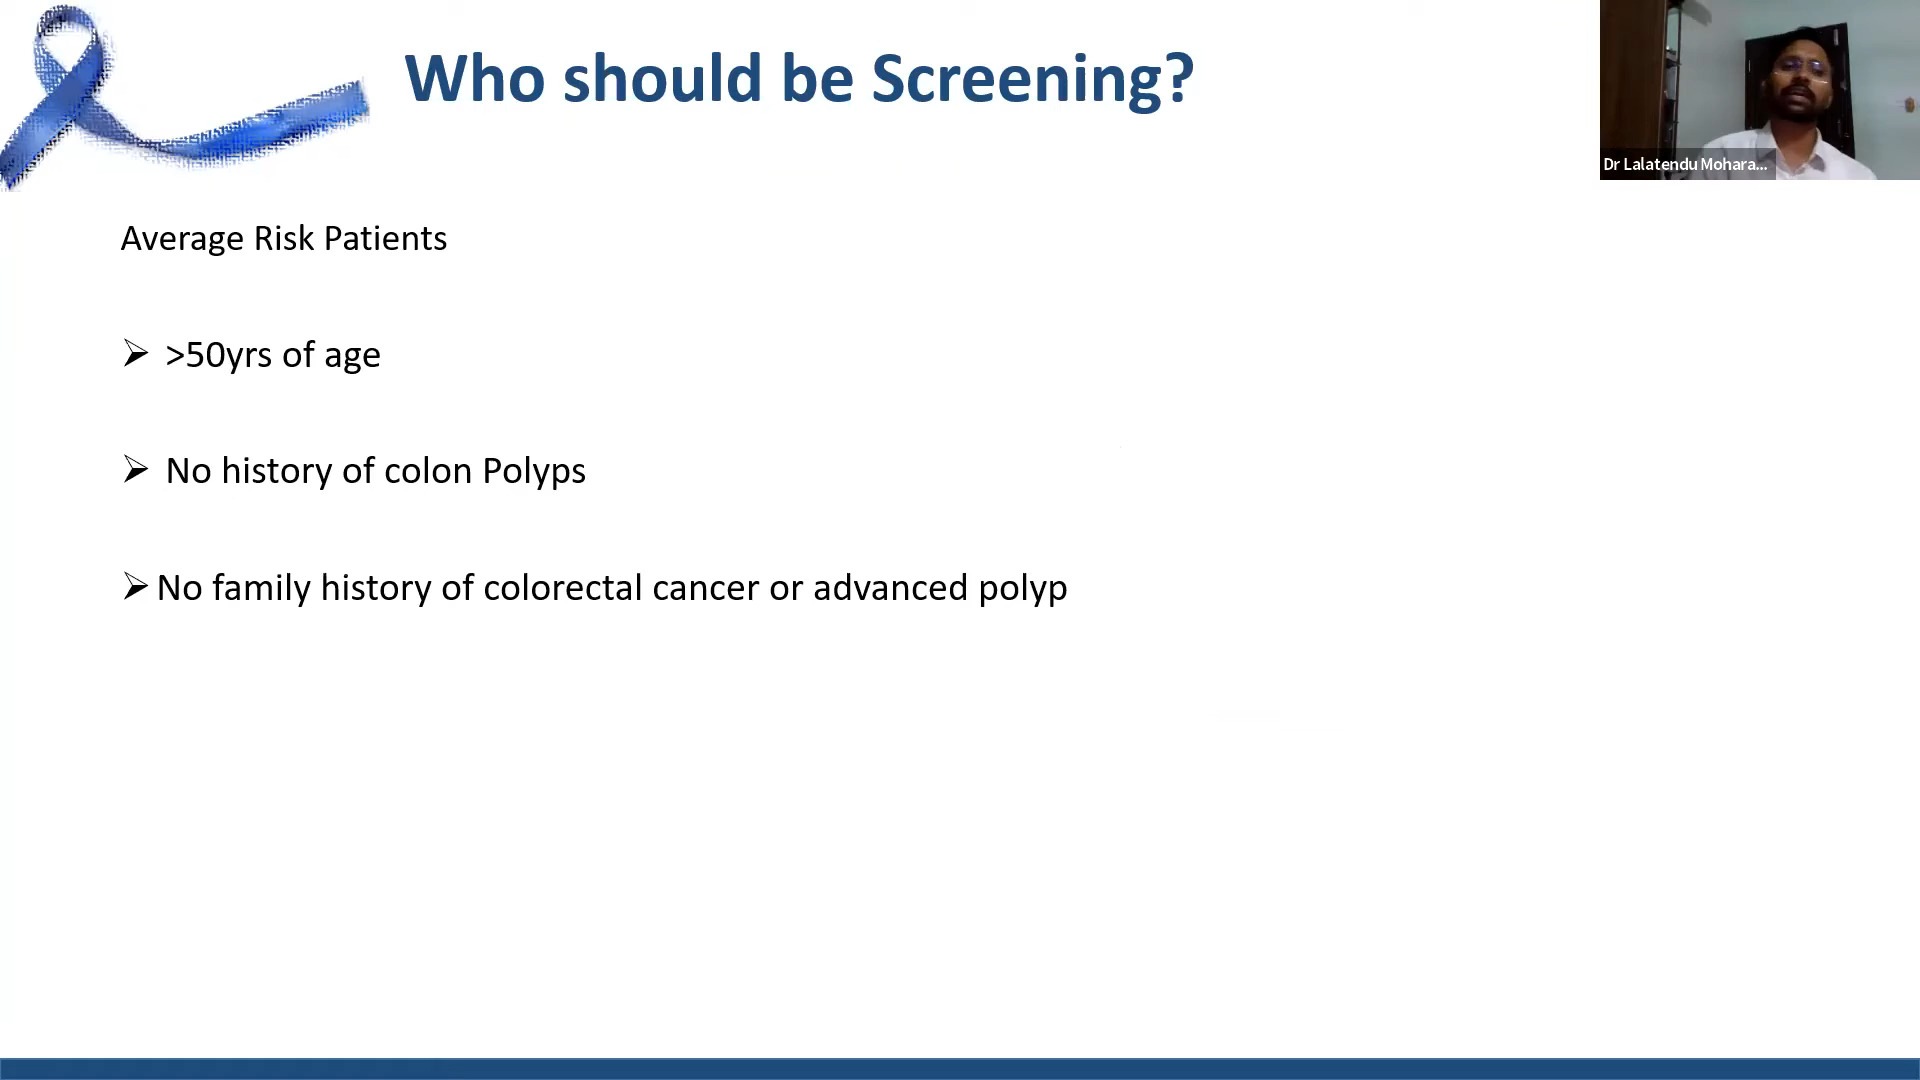 Who should be Screening?
Dr Lalatendu Mohara...
Average Risk Patients
>50yrs of age
No history of colon Polyps
No family history of colorectal cancer or advanced polyp